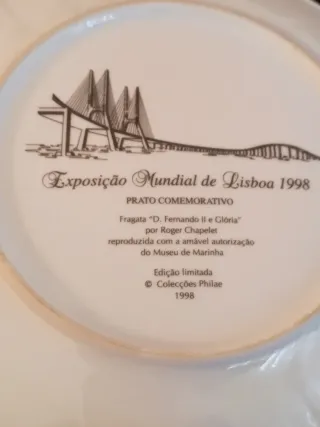 Exposição Mundial de Lisboa 1998
PRATO COMEMORATIVO
Fragata "D. Fernando II e Glória"
por Roger Chapelet
reproduzida com a amável autorização
do Museu de Marinha
Edição limitada
© Colecções Philae
1998